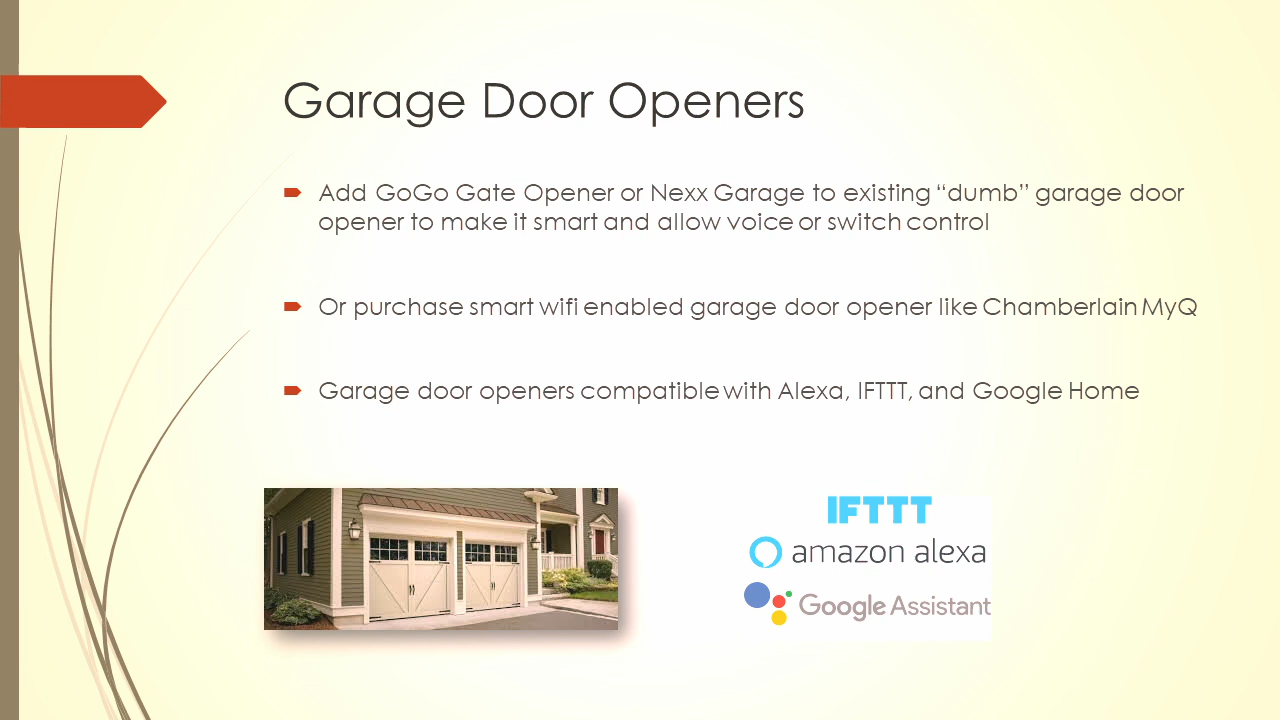 Garage Door Openers
Add GoGo Gate Opener or Nexx Garage to existing “dumb” garage door
opener to make it smart and allow voice or switch control
Or purchase smart wifi enabled garage door opener like Chamberlain MyQ
Garage door openers compatible with Alexa, IFTTT, and Google Home
IFTTT
amazon alexa
Google Assistant